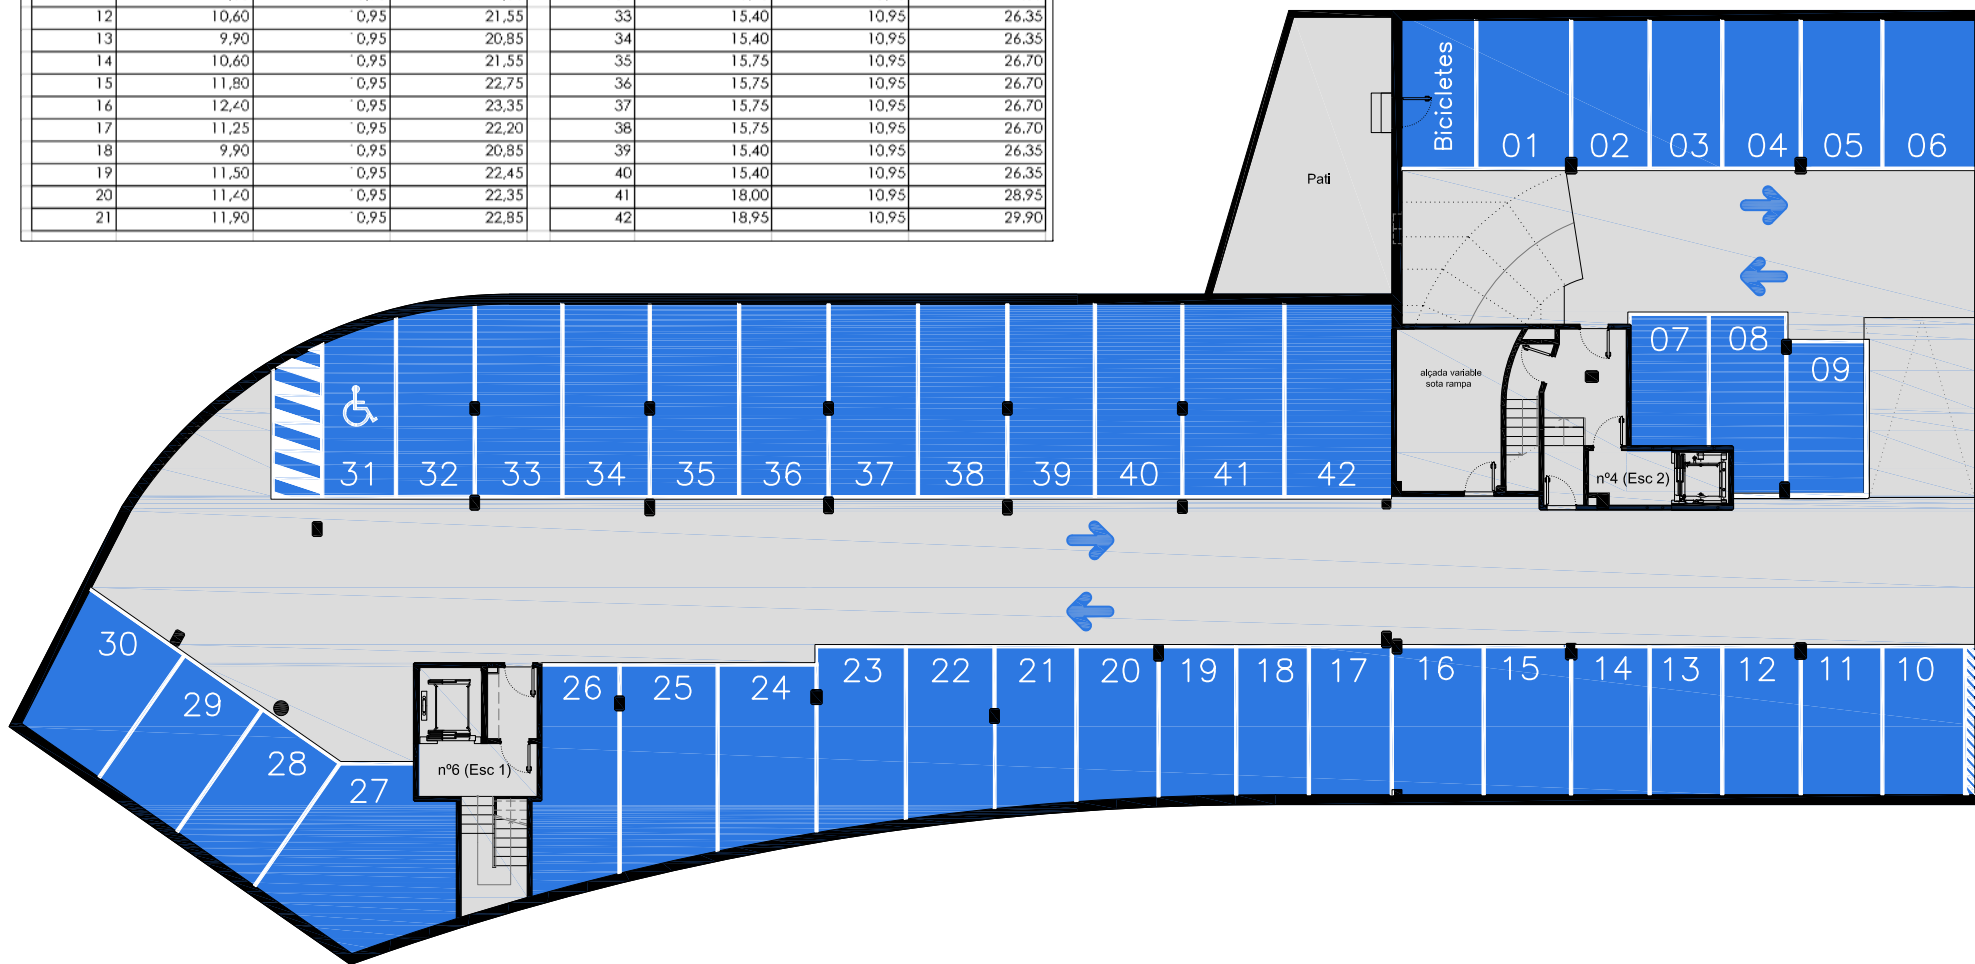 12 10,60 0,95 21,55 33 15,40 10,95 26,35
13 9,90 0,95 20,85 34 15,40 10,95 26,35
14 10,60 0,95 21,55 35 15,75 10,95 26,70
15 11,80 0,95 22,75 36 15,75 10,95 26,70
16 12,40 0,95 23,35 37 15,75 10,95 26,70
17 11,25 0,95 22,20 38 15,75 10,95 26,70
18 9,90 0,95 20,85 39 15,40 10,95 26,35
19 11,50 0,95 22,45 40 15,40 10,95 26,35
20 11,40 0,95 22,35 41 18,00 10,95 28,95
21 11,90 0,95 22,85 42 18,95 10,95 29,90
Bicicletes
01 02 03 04 05 06
Pati
07 08 09
alçada variable
sota rampa
31 32 33 34 35 36 37 38 39 40 41 42
nº4 (Esc 2)
30 29 28 27
26 25 24 23 22 21 20 19 18 17 16 15 14 13 12 11 10
nº6 (Esc 1)